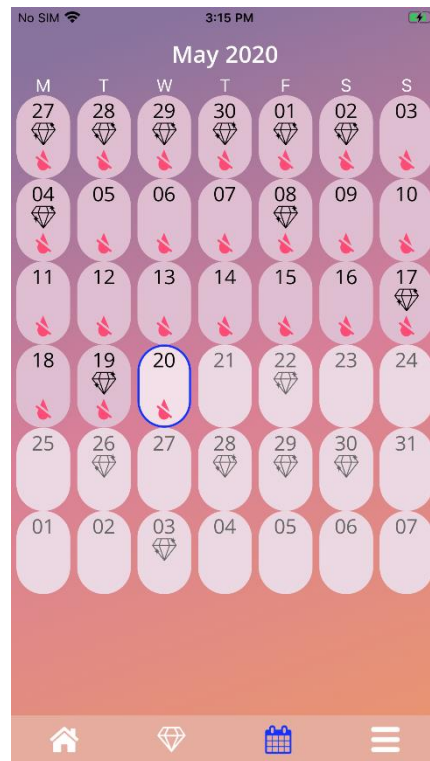 No SIM 3:15 PM
May 2020
M T W T F S S
27 28 29 30 01 02 03
04 05 06 07 08 09 10
11 12 13 14 15 16 17
18 19 20 21 22 23 24
25 26 27 28 29 30 31
01 02 03 04 05 06 07